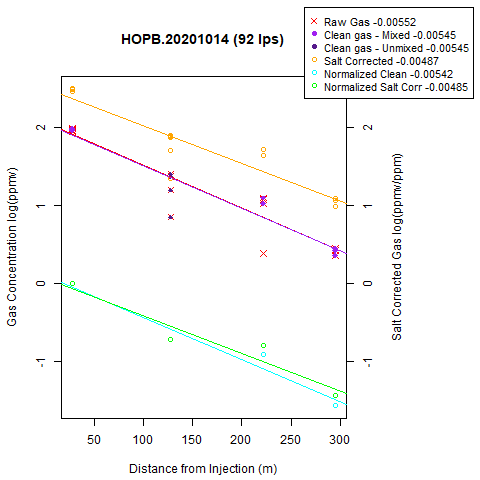 HOPB.20201014 (92 lps)
Raw Gas -0.00552
Clean gas - Mixed -0.00545
Clean gas - Unmixed -0.00545
Salt Corrected -0.00487
Normalized Clean -0.00542
Normalized Salt Corr -0.00485
Gas Concentration log(ppmv)
2
1
0
-1
2
1
0
-1
Salt Corrected Gas log(ppmv/ppm)
50 100 150 200 250 300
Distance from Injection (m)